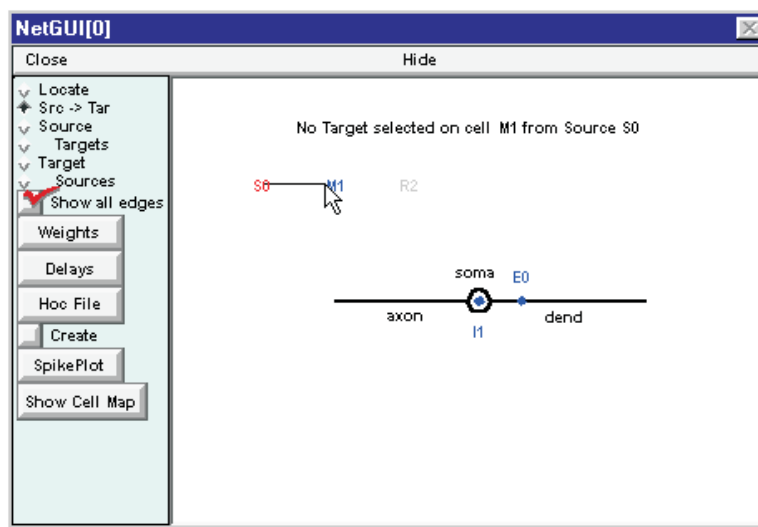 NetGUI[0]
Close Hide
Locate
Src -> Tar
Source
Targets
Target
Sources
Show all edges
Weights
Delays
Hoc File
Create
SpikePlot
Show Cell Map
No Target selected on cell M1 from Source S0
S0 M1 R2
soma E0
axon dend
I1